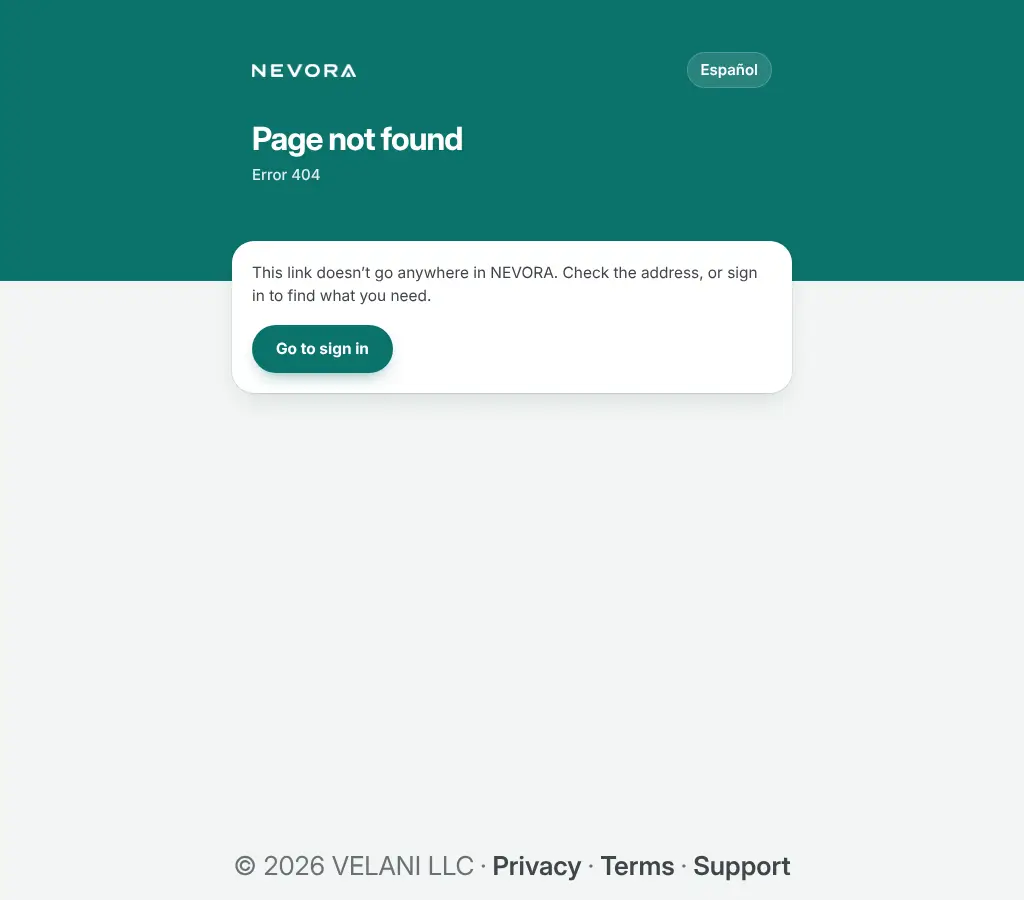 NEVORA
Español
Page not found
Error 404
This link doesn’t go anywhere in NEVORA. Check the address, or sign
in to find what you need.
Go to sign in
© 2026 VELANI LLC · Privacy · Terms · Support